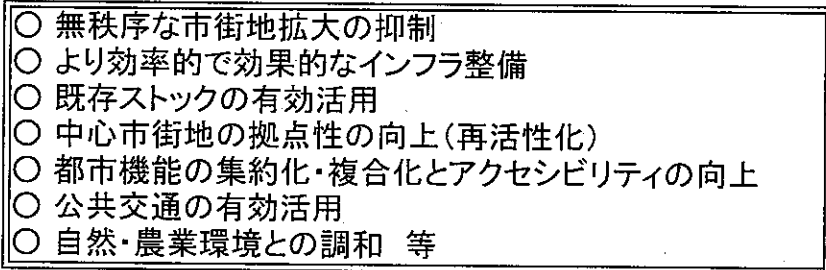 ○ 無秩序な市街地拡大の抑制
○ より効率的で効果的なインフラ整備
○ 既存ストックの有効活用
○ 中心市街地の拠点性の向上(再活性化)
○ 都市機能の集約化・複合化とアクセシビリティの向上
○ 公共交通の有効活用
○ 自然・農業環境との調和 等